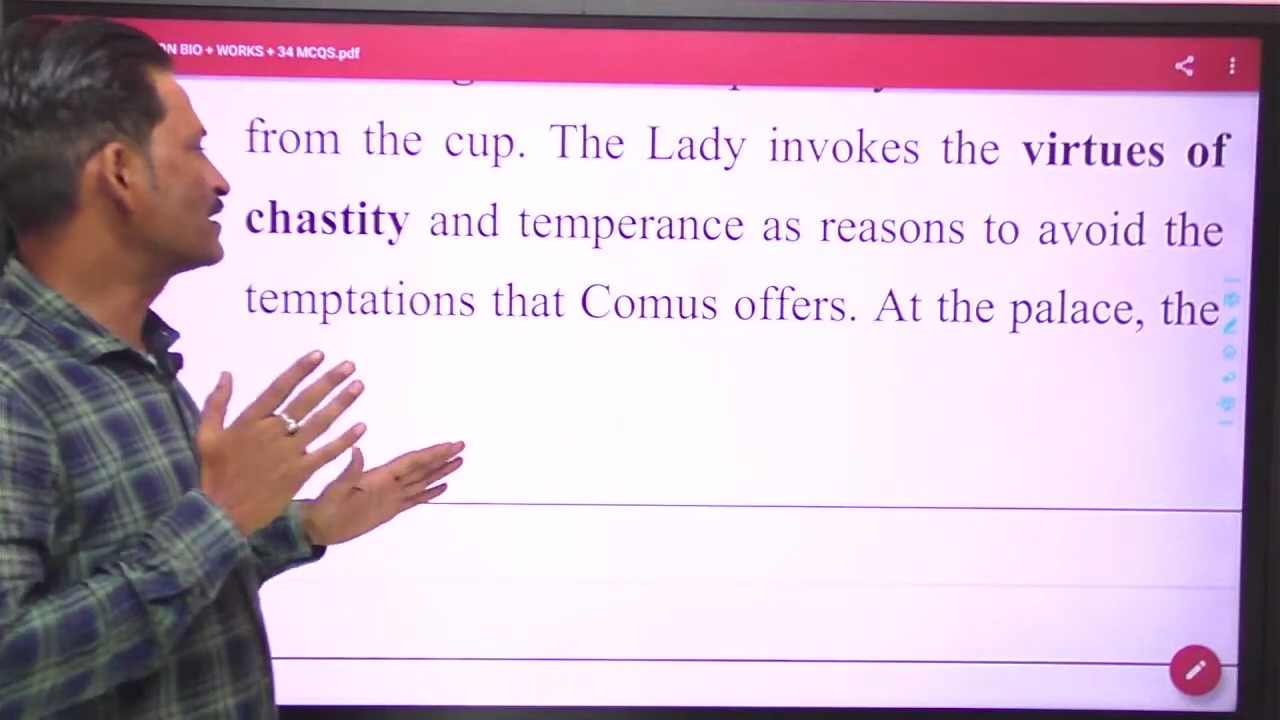 ON BIO + WORKS + 34 MCQS.pdf
from the cup. The Lady invokes the virtues of
chastity and temperance as reasons to avoid the
temptations that Comus offers. At the palace, the